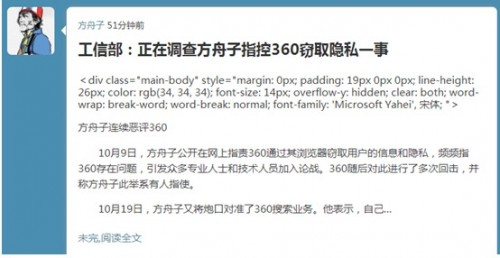 方舟子 51分钟前
工信部：正在调查方舟子指控360窃取隐私一事
< div class="main-body" style="margin: 0px; padding: 19px 0px 0px; line-height:
26px; color: rgb(34, 34, 34); font-size: 14px; overflow-y: hidden; clear: both; word-
wrap: break-word; word-break: normal; font-family: 'Microsoft Yahei', 宋体; " >
方舟子连续恶评360
10月9日，方舟子公开在网上指责360通过其浏览器窃取用户的信息和隐私，频频指
360存在问题，引发众多专业人士和技术人员加入论战。360随后对此进行了多次回击，并
称方舟子此举系有人指使。
10月19日，方舟子又将炮口对准了360搜索业务。他表示，自己...
未完,阅读全文